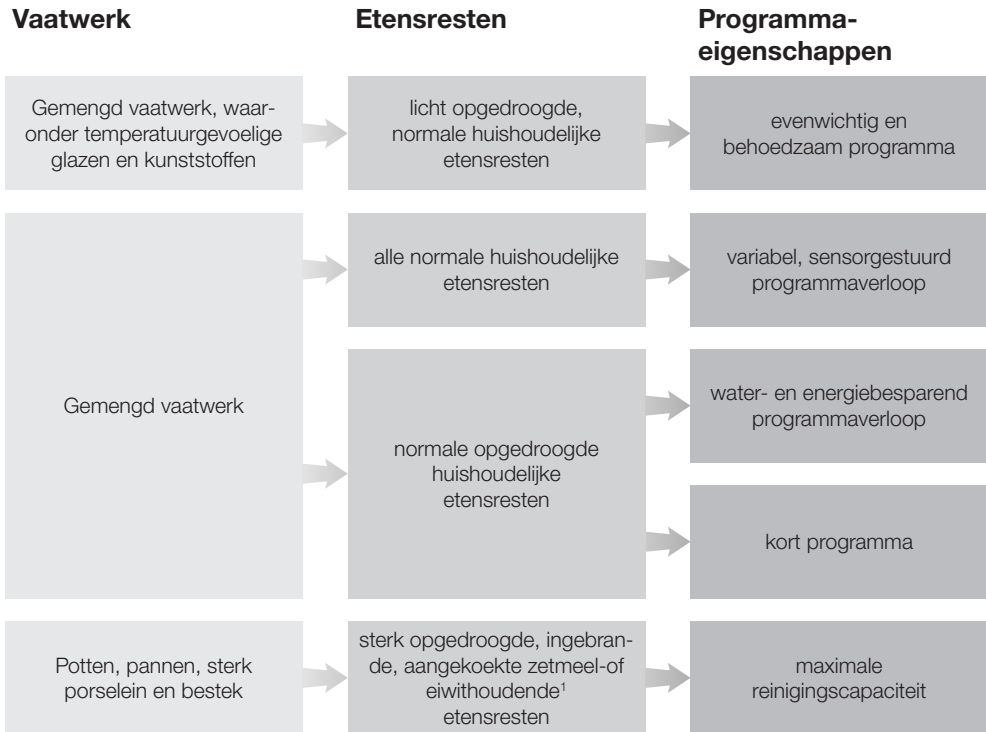 Vaatwerk
Etensresten
Programma-
eigenschappen
Gemengd vaatwerk, waar-
onder temperatuurgevoelige
glazen en kunststoffen
licht opgedroogde,
normale huishoudelijke
etensresten
evenwichtig en
behoedzaam programma
Gemengd vaatwerk
alle normale huishoudelijke
etensresten
variabel, sensorgestuurd
programmaverloop
normale opgedroogde
huishoudelijke
etensresten
water- en energiebesparend
programmaverloop
kort programma
Potten, pannen, sterk
porselein en bestek
sterk opgedroogde, ingebran-
de, aangekoekte zetmeel-of
eiwithoudende¹
etensresten
maximale
reinigingscapaciteit